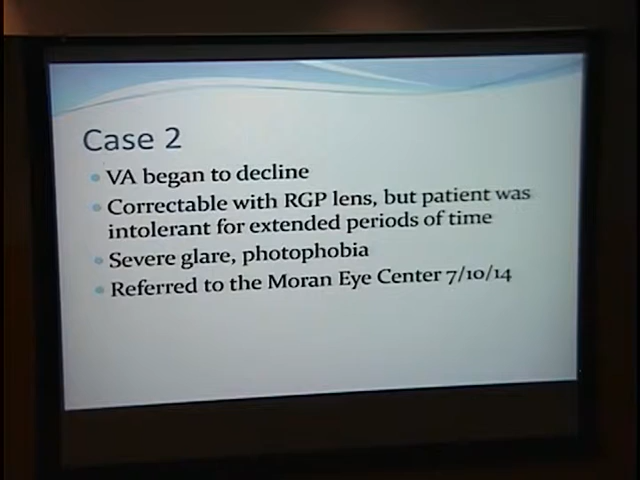 Case 2
VA began to decline
Correctable with RGP lens, but patient was
intolerant for extended periods of time
Severe glare, photophobia
Referred to the Moran Eye Center 7/10/14